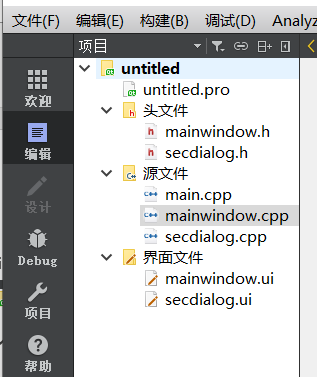 文件(F) 编辑(E) 构建(B) 调试(D) Analyz
项目
欢迎
编辑
设计
Debug
项目
帮助
untitled
untitled.pro
头文件
mainwindow.h
secdialog.h
源文件
main.cpp
mainwindow.cpp
secdialog.cpp
界面文件
mainwindow.ui
secdialog.ui